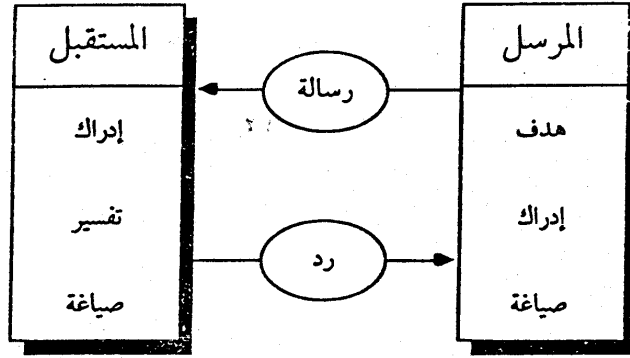 المرسل
هدف
إدراك
صياغة
رسالة
المستقبل
إدراك
تفسير
صياغة
رد